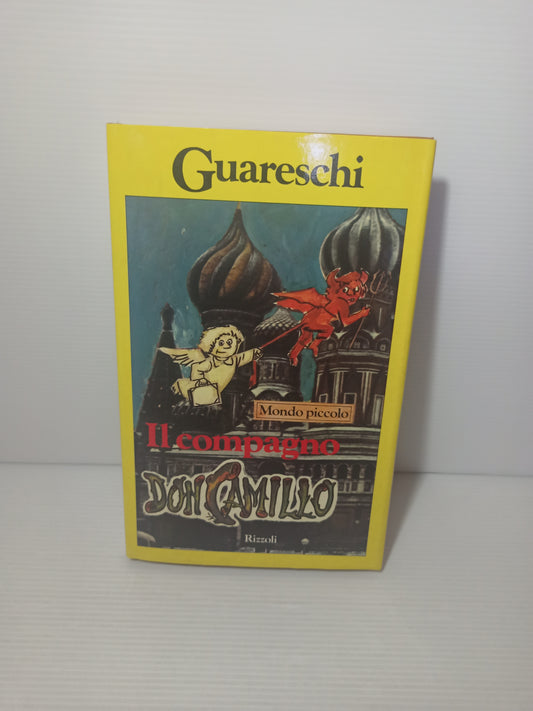 Guareschi
Mondo piccolo
Il compagno
DON CAMILLO
Rizzoli